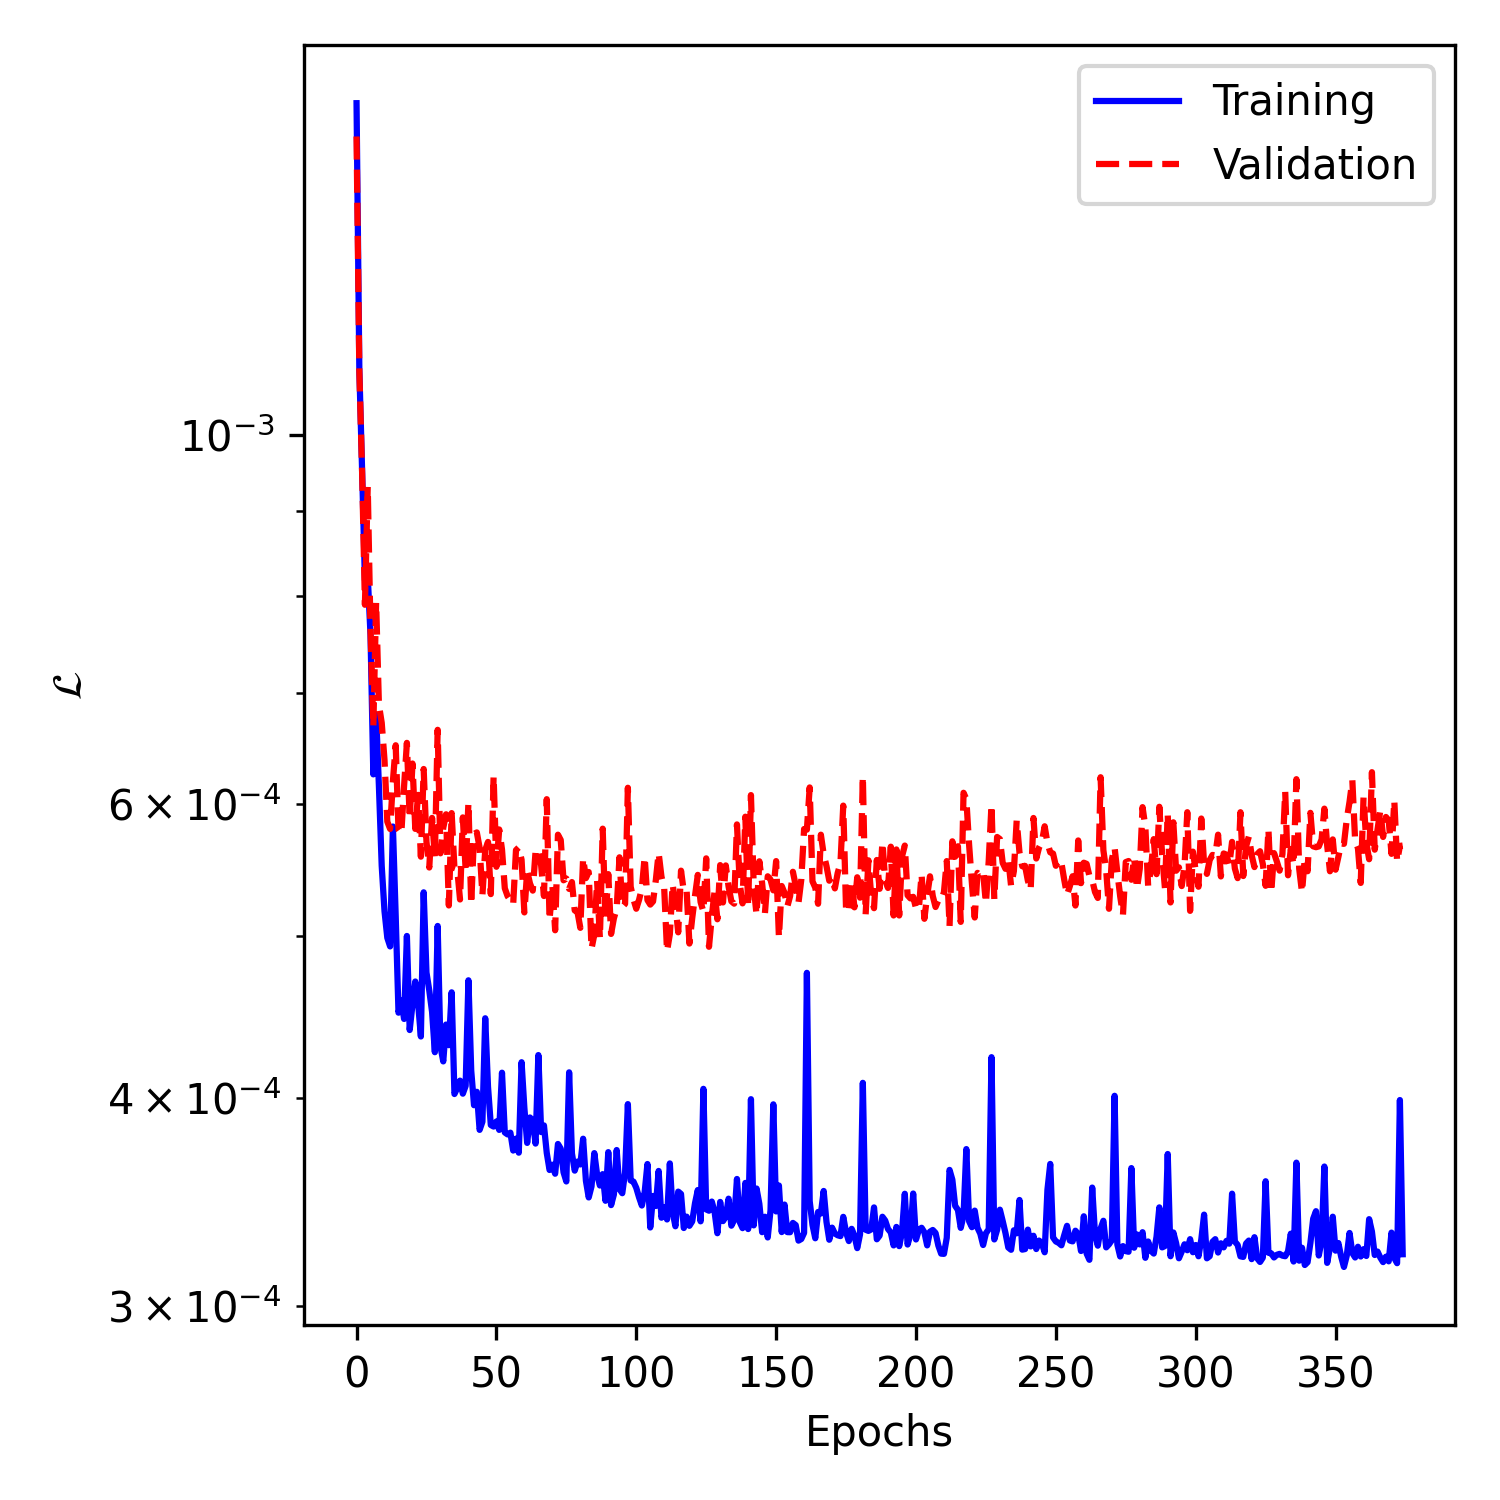 Training
Validation
10⁻³
6 × 10⁻⁴
4 × 10⁻⁴
3 × 10⁻⁴
ℒ
0 50 100 150 200 250 300 350
Epochs